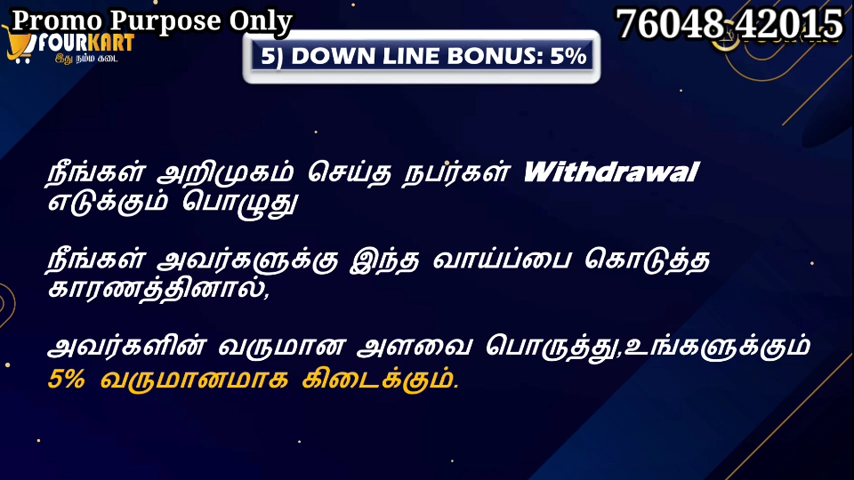 Promo Purpose Only
76048 42015
FOURKART
இது நம்ம கடை
5) DOWN LINE BONUS: 5%
நீங்கள் அறிமுகம் செய்த நபர்கள் Withdrawal
எடுக்கும் பொழுது
நீங்கள் அவர்களுக்கு இந்த வாய்ப்பை கொடுத்த
காரணத்தினால்,
அவர்களின் வருமான அளவை பொருத்து,உங்களுக்கும்
5% வருமானமாக கிடைக்கும்.